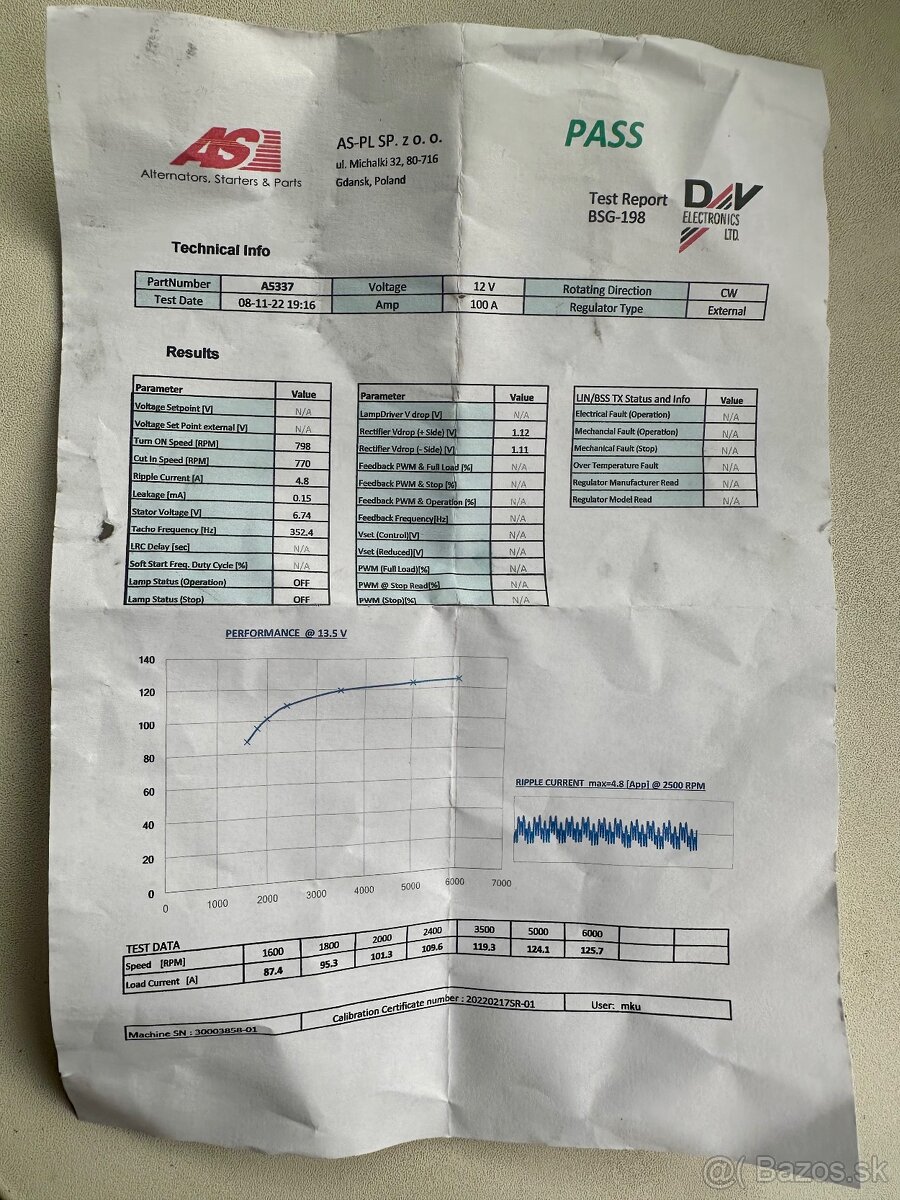 AS
Alternators, Starters & Parts
AS-PL SP. z o. o.
ul. Michalki 32, 80-716
Gdansk, Poland
PASS
Test Report
BSG-198
DV
ELECTRONICS
LTD.
Technical Info
PartNumber A5337 Voltage 12 V Rotating Direction CW
Test Date 08-11-22 19:16 Amp 100 A Regulator Type External
Results
Parameter Value
Voltage Setpoint [V] N/A
Voltage Set Point external [V] N/A
Turn ON Speed [RPM] 798
Cut In Speed [RPM] 770
Ripple Current [A] 4.8
Leakage [mA] 0.15
Stator Voltage [V] 6.74
Tacho Frequency [Hz] 352.4
LRC Delay [sec] N/A
Soft Start Freq. Duty Cycle [%] N/A
Lamp Status (Operation) OFF
Lamp Status (Stop) OFF
Parameter Value
LampDriver V drop [V] N/A
Rectifier Vdrop (+ Side) [V] 1.12
Rectifier Vdrop (- Side) [V] 1.11
Feedback PWM & Full Load [%] N/A
Feedback PWM & Stop [%] N/A
Feedback PWM & Operation [%] N/A
Feedback Frequency[Hz] N/A
Vset (Control)[V] N/A
Vset (Reduced)[V] N/A
PWM (Full Load)[%] N/A
PWM @ Stop Read[%] N/A
PWM (Stop)[%] N/A
LIN/BSS TX Status and Info Value
Electrical Fault (Operation) N/A
Mechancial Fault (Operation) N/A
Mechanical Fault (Stop) N/A
Over Temperature Fault N/A
Regulator Manufacturer Read N/A
Regulator Model Read N/A
PERFORMANCE @ 13.5 V
140
120
100
80
60
40
20
0
0 1000 2000 3000 4000 5000 6000 7000
RIPPLE CURRENT max=4.8 [App] @ 2500 RPM
TEST DATA
Speed [RPM] 1600 1800 2000 2400 3500 5000 6000
Load Current [A] 87.4 95.3 101.3 109.6 119.3 124.1 125.7
Machine SN : 30003858-01 Calibration Certificate number : 20220217SR-01 User: mku
@( Bazos.sk